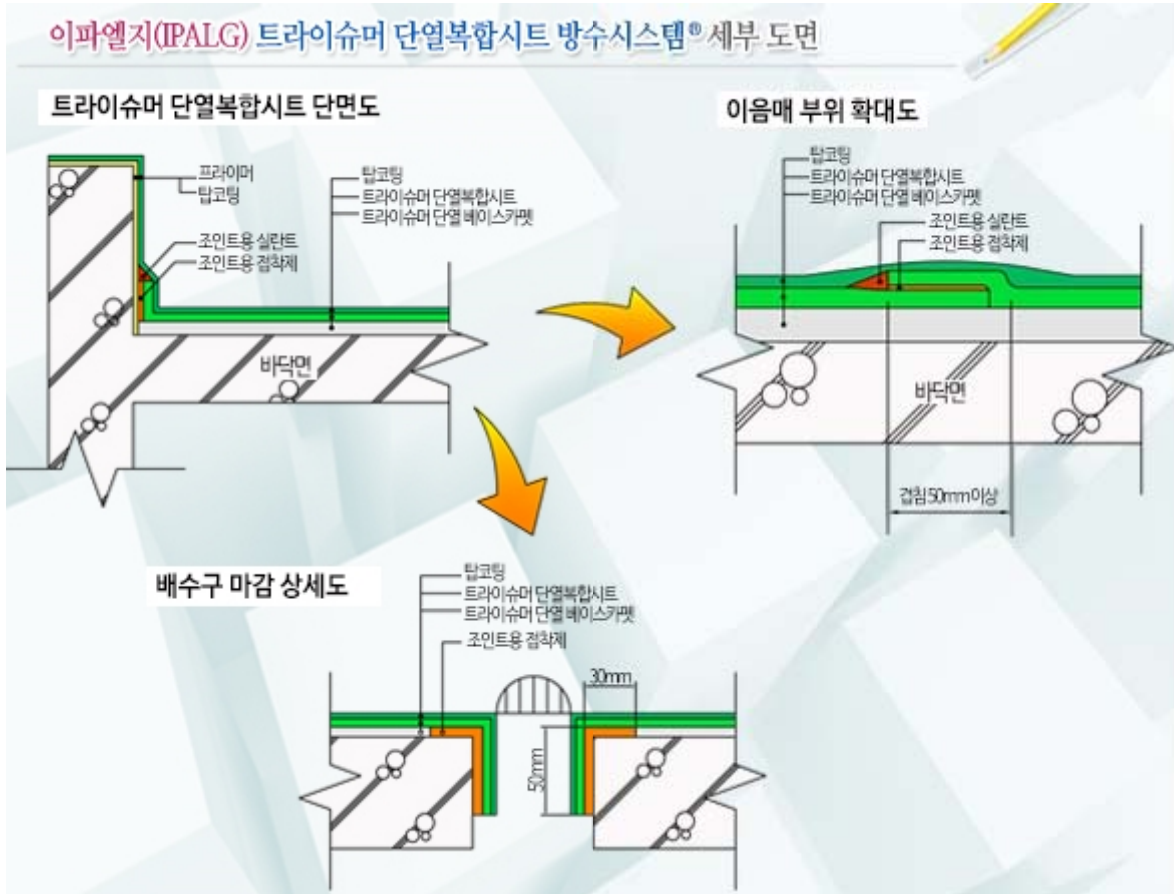 이파엘지(IPALG) 트라이슈머 단열복합시트 방수시스템® 세부 도면
트라이슈머 단열복합시트 단면도
프라이머
탑코팅
탑코팅
트라이슈머 단열복합시트
트라이슈머 단열 베이스카펫
조인트용 실란트
조인트용 접착제
바닥면
이음매 부위 확대도
탑코팅
트라이슈머 단열복합시트
트라이슈머 단열 베이스카펫
조인트용 실란트
조인트용 접착제
바닥면
겹침50mm이상
배수구 마감 상세도
탑코팅
트라이슈머 단열복합시트
트라이슈머 단열 베이스카펫
조인트용 접착제
30mm
50mm